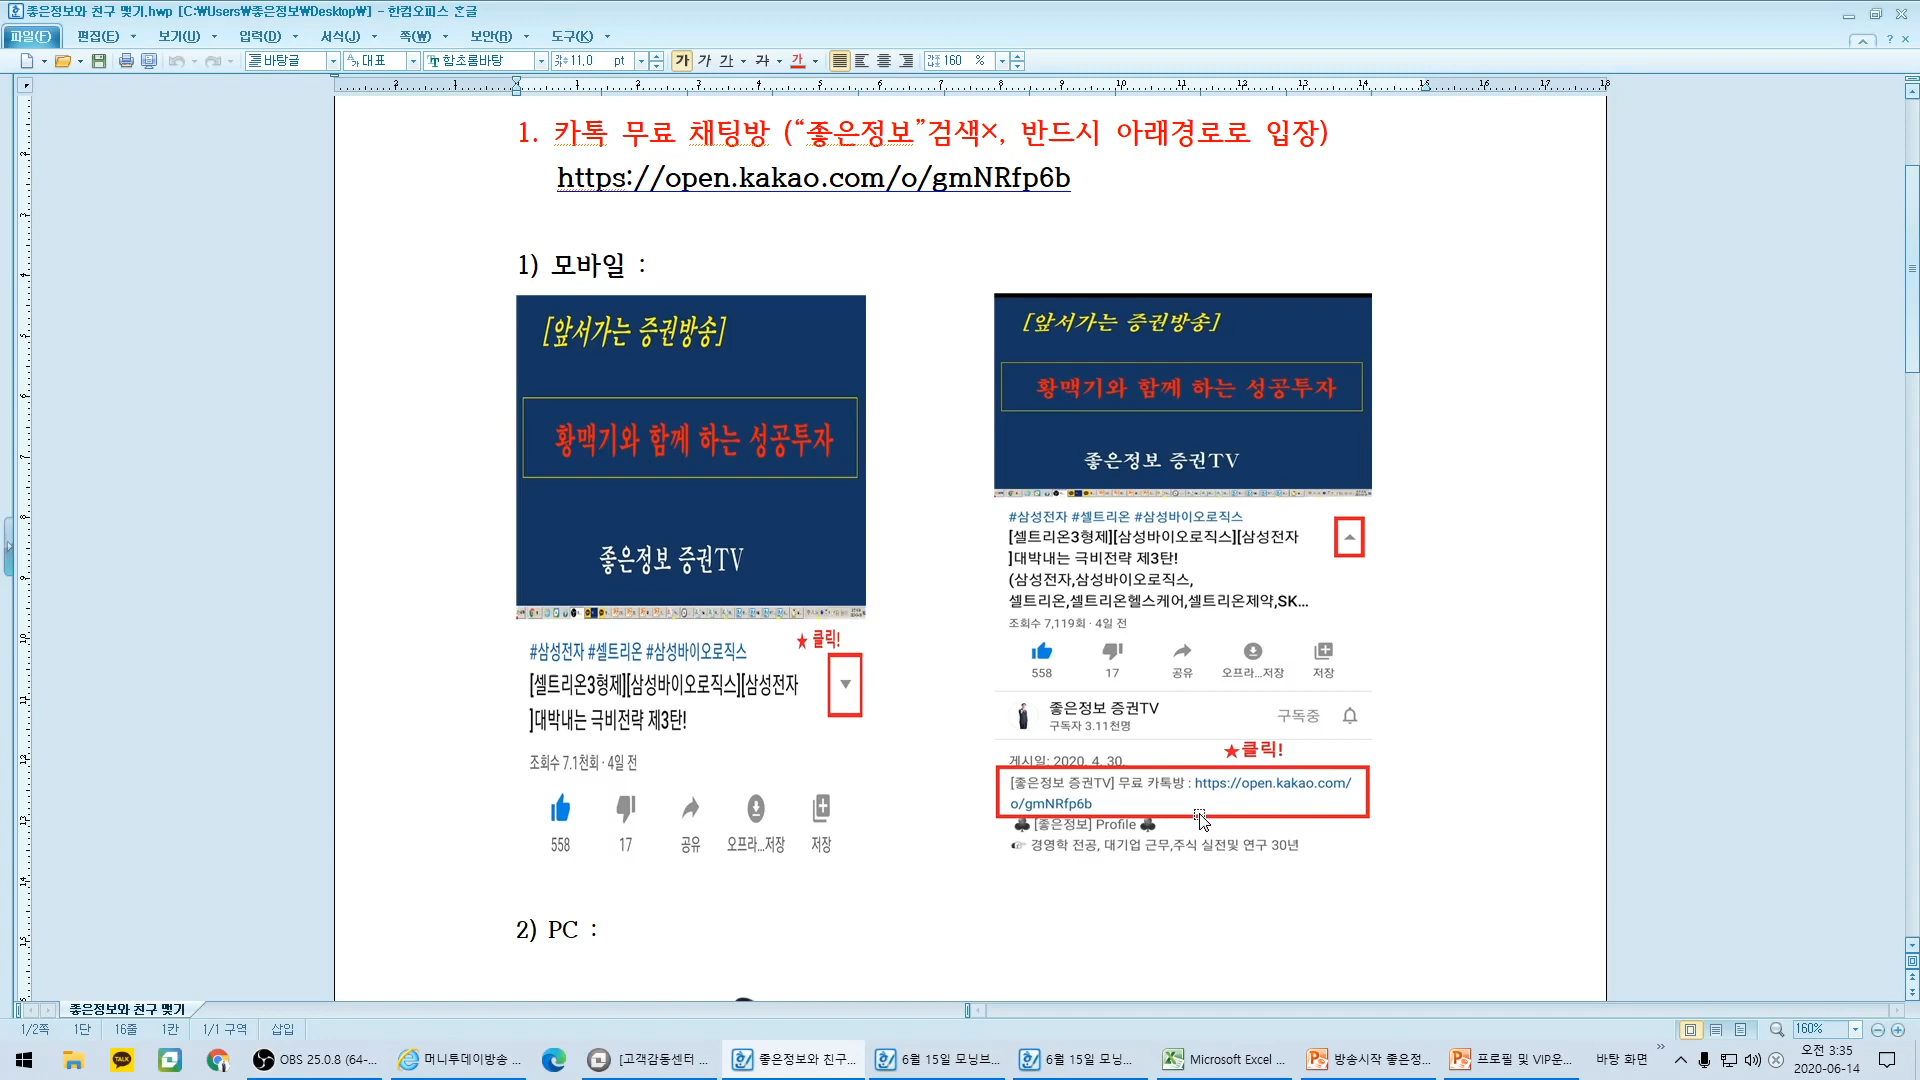 좋은정보와 친구 맺기.hwp [C:\Users\좋은정보\Desktop\] - 한컴오피스 한글
파일(F) 편집(E) 보기(U) 입력(D) 서식(J) 쪽(W) 보안(R) 도구(K)
바탕글 대표 함초롬바탕 11.0 pt 가 가 가 가 가 160 %
1. 카톡 무료 채팅방 (“좋은정보”검색×, 반드시 아래경로로 입장)
https://open.kakao.com/o/gmNRfp6b
1) 모바일 :
[앞서가는 증권방송]
황맥기와 함께 하는 성공투자
좋은정보 증권TV
★ 클릭!
#삼성전자 #셀트리온 #삼성바이오로직스
[셀트리온3형제][삼성바이오로직스][삼성전자
]대박내는 극비전략 제3탄!
조회수 7.1천회 · 4일 전
558 17 공유 오프라...저장 저장
[앞서가는 증권방송]
황맥기와 함께 하는 성공투자
좋은정보 증권TV
#삼성전자 #셀트리온 #삼성바이오로직스
[셀트리온3형제][삼성바이오로직스][삼성전자
]대박내는 극비전략 제3탄!
(삼성전자,삼성바이오로직스,
셀트리온,셀트리온헬스케어,셀트리온제약,SK...
조회수 7,119회 · 4일 전
558 17 공유 오프라...저장 저장
좋은정보 증권TV
구독자 3.11천명
구독중
★클릭!
게시일: 2020. 4. 30.
[좋은정보 증권TV] 무료 카톡방 : https://open.kakao.com/
o/gmNRfp6b
♣ [좋은정보] Profile ♣
☞ 경영학 전공, 대기업 근무,주식 실전및 연구 30년
2) PC :
좋은정보와 친구 맺기
1/2쪽 1단 16줄 1칸 1/1 구역 삽입 160%
OBS 25.0.8 (64-... 머니투데이방송 ... [고객감동센터 ... 좋은정보와 친구... 6월 15일 모닝브... 6월 15일 모닝... Microsoft Excel ... 방송시작 좋은정... 프로필 및 VIP운... 바탕 화면
오전 3:35
2020-06-14